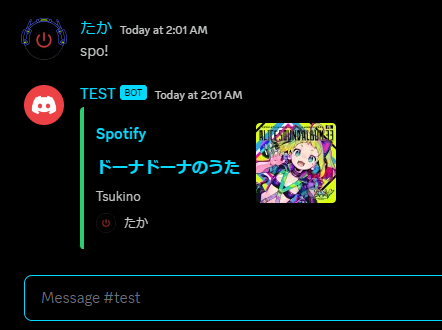 たか Today at 2:01 AM
spo!
TEST BOT Today at 2:01 AM
Spotify
ドーナドーナのうた
Tsukino
たか
Message #test